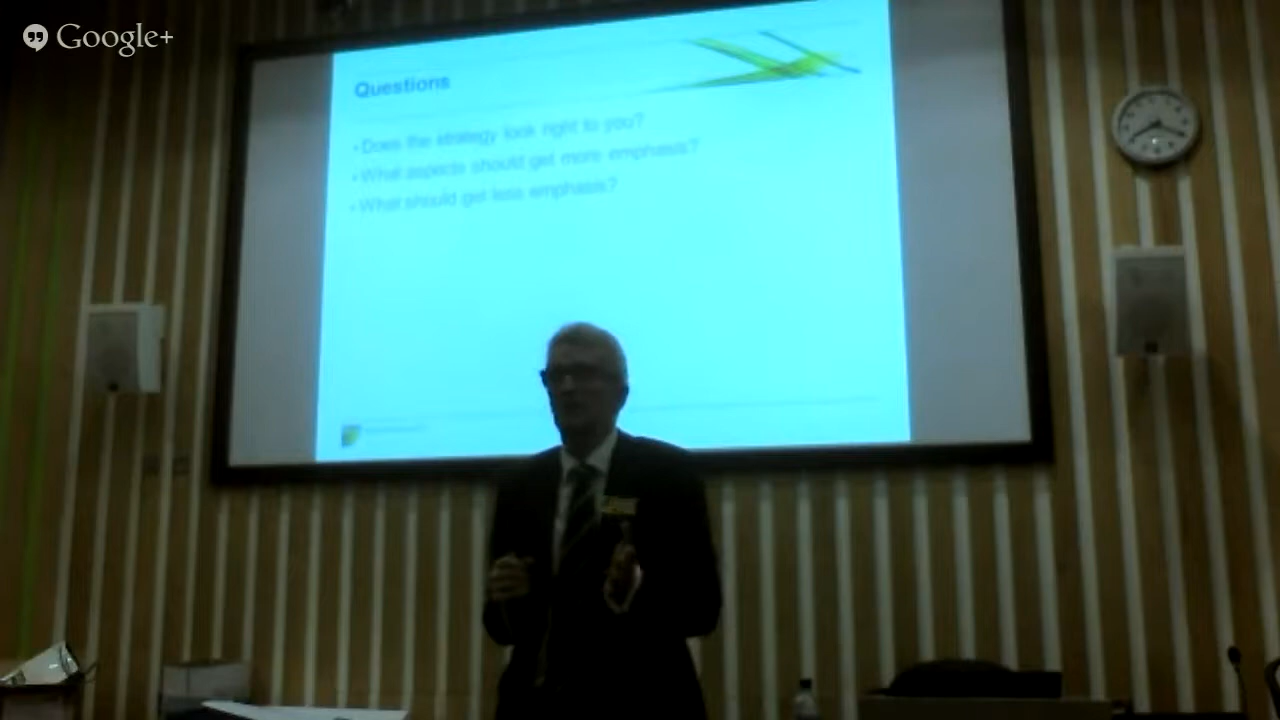 Google+
Questions
• Does the strategy look right to you?
• What aspects should get more emphasis?
• What should get less emphasis?